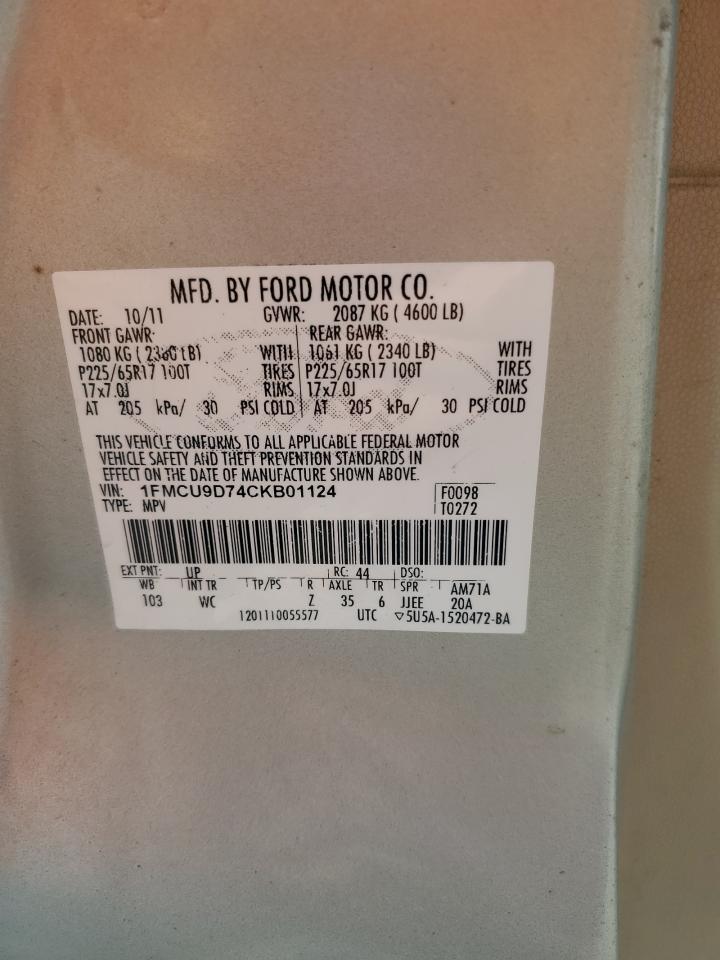 MFD. BY FORD MOTOR CO.
DATE: 10/11 GVWR: 2087 KG ( 4600 LB)
FRONT GAWR: REAR GAWR:
1080 KG ( 2380 LB) WITH 1061 KG ( 2340 LB) WITH
P225/65R17 100T TIRES P225/65R17 100T TIRES
17x7.0J RIMS 17x7.0J RIMS
AT 205 kPa/ 30 PSI COLD AT 205 kPa/ 30 PSI COLD
THIS VEHICLE CONFORMS TO ALL APPLICABLE FEDERAL MOTOR
VEHICLE SAFETY AND THEFT PREVENTION STANDARDS IN
EFFECT ON THE DATE OF MANUFACTURE SHOWN ABOVE.
VIN: 1FMCU9D74CKB01124 F0098
TYPE: MPV T0272
EXT PNT: UP RC: 44 DSO:
WB INT TR TP/PS R AXLE TR SPR AM71A
103 WC Z 35 6 JJEE 20A
1201110055577 UTC ▽5U5A-1520472-BA